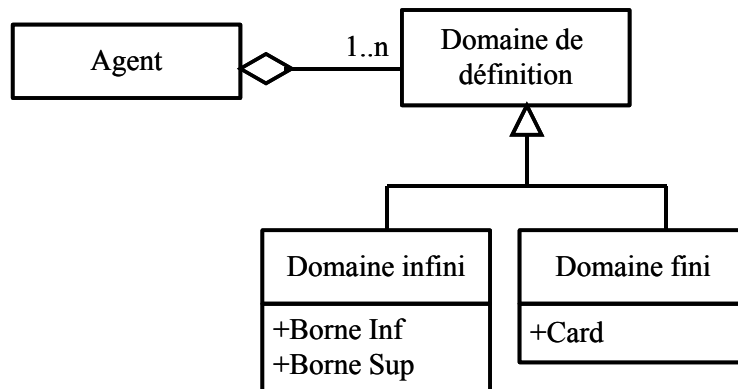 Agent
1..n
Domaine de
définition
Domaine infini
+Borne Inf
+Borne Sup
Domaine fini
+Card